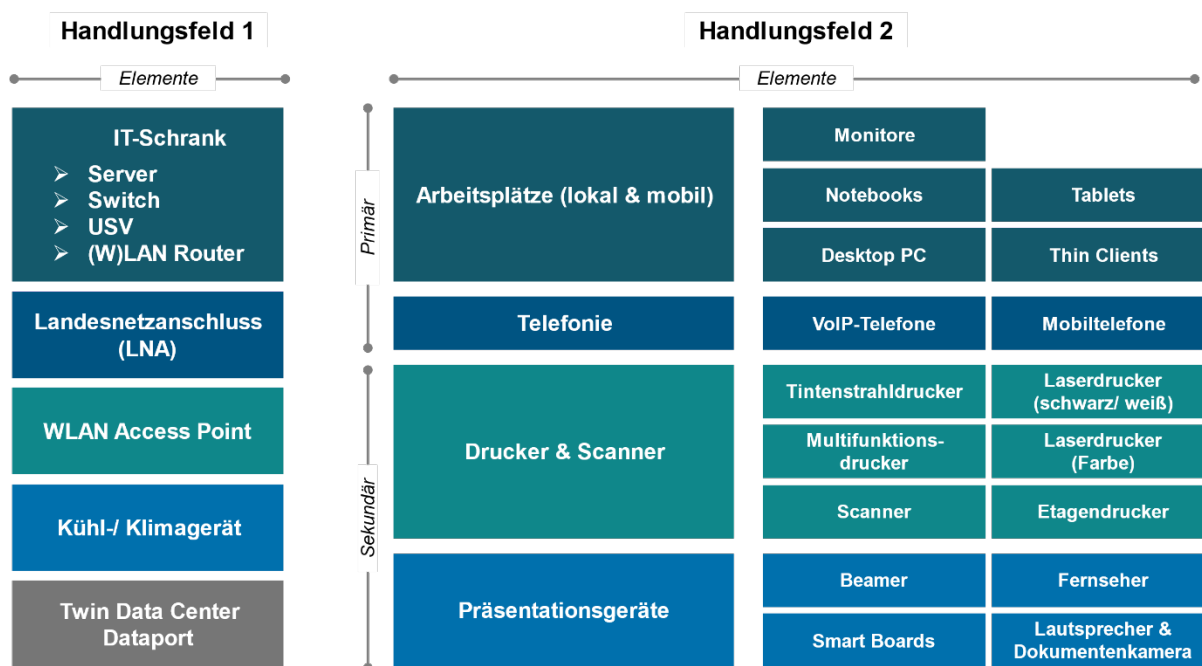 Handlungsfeld 1
Elemente
IT-Schrank
Server
Switch
USV
(W)LAN Router
Landesnetzanschluss
(LNA)
WLAN Access Point
Kühl-/ Klimagerät
Twin Data Center
Dataport
Handlungsfeld 2
Elemente
Primär
Arbeitsplätze (lokal & mobil)
Monitore
Notebooks
Tablets
Desktop PC
Thin Clients
Telefonie
VoIP-Telefone
Mobiltelefone
Sekundär
Drucker & Scanner
Tintenstrahldrucker
Laserdrucker
(schwarz/ weiß)
Multifunktions-
drucker
Laserdrucker
(Farbe)
Scanner
Etagendrucker
Präsentationsgeräte
Beamer
Fernseher
Smart Boards
Lautsprecher &
Dokumentenkamera